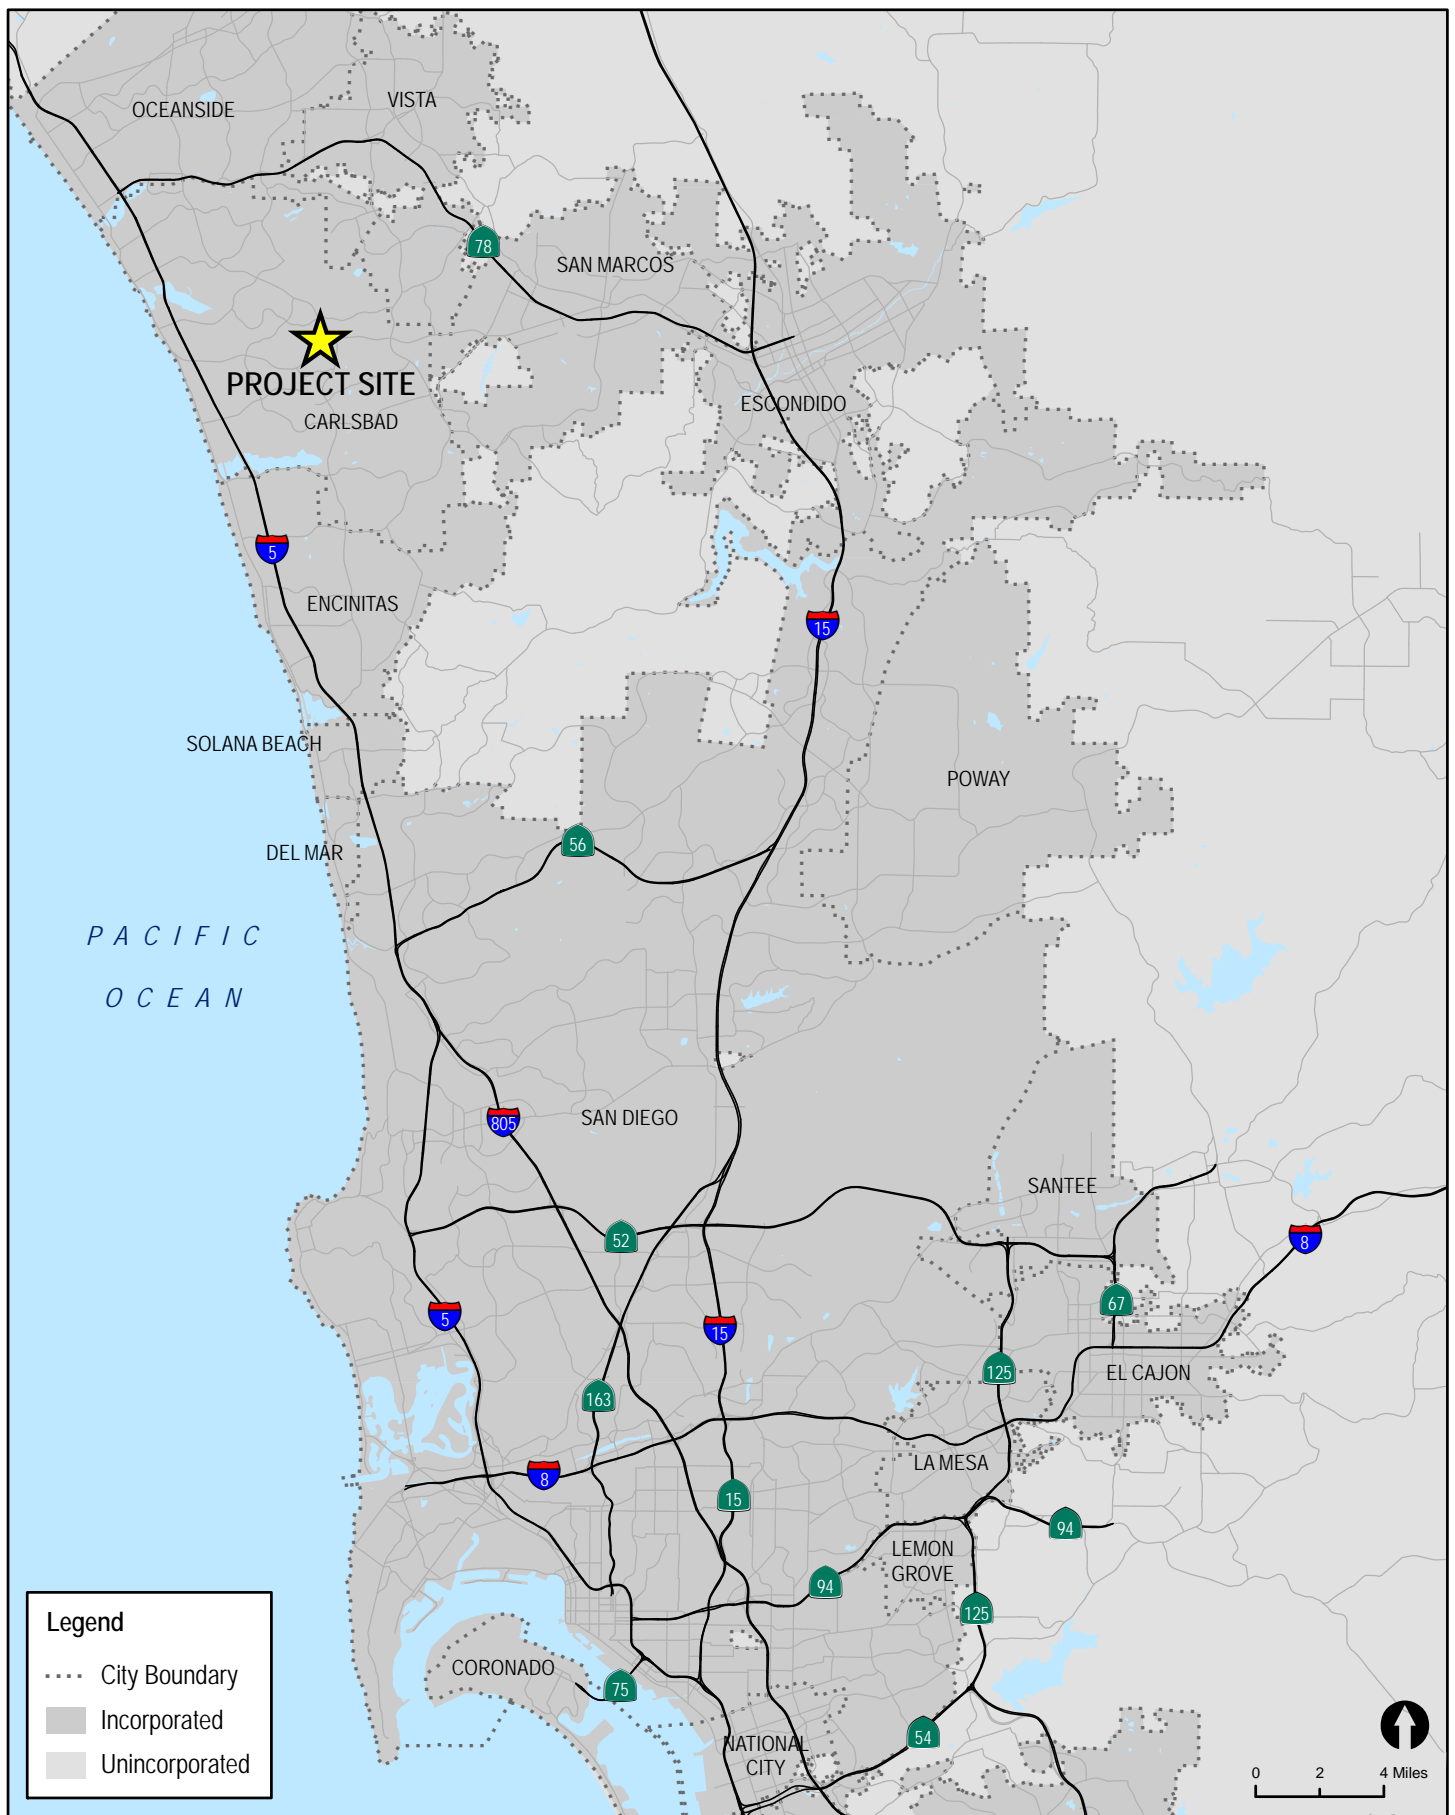 OCEANSIDE
VISTA
78
SAN MARCOS
PROJECT SITE
CARLSBAD
ESCONDIDO
5
ENCINITAS
15
SOLANA BEACH
POWAY
56
DEL MAR
PACIFIC
OCEAN
805
SAN DIEGO
SANTEE
52
8
67
5
15
125
EL CAJON
163
LA MESA
8
15
94
LEMON
GROVE
94
125
CORONADO
75
54
NATIONAL
CITY
Legend
City Boundary
Incorporated
Unincorporated
0 2 4 Miles